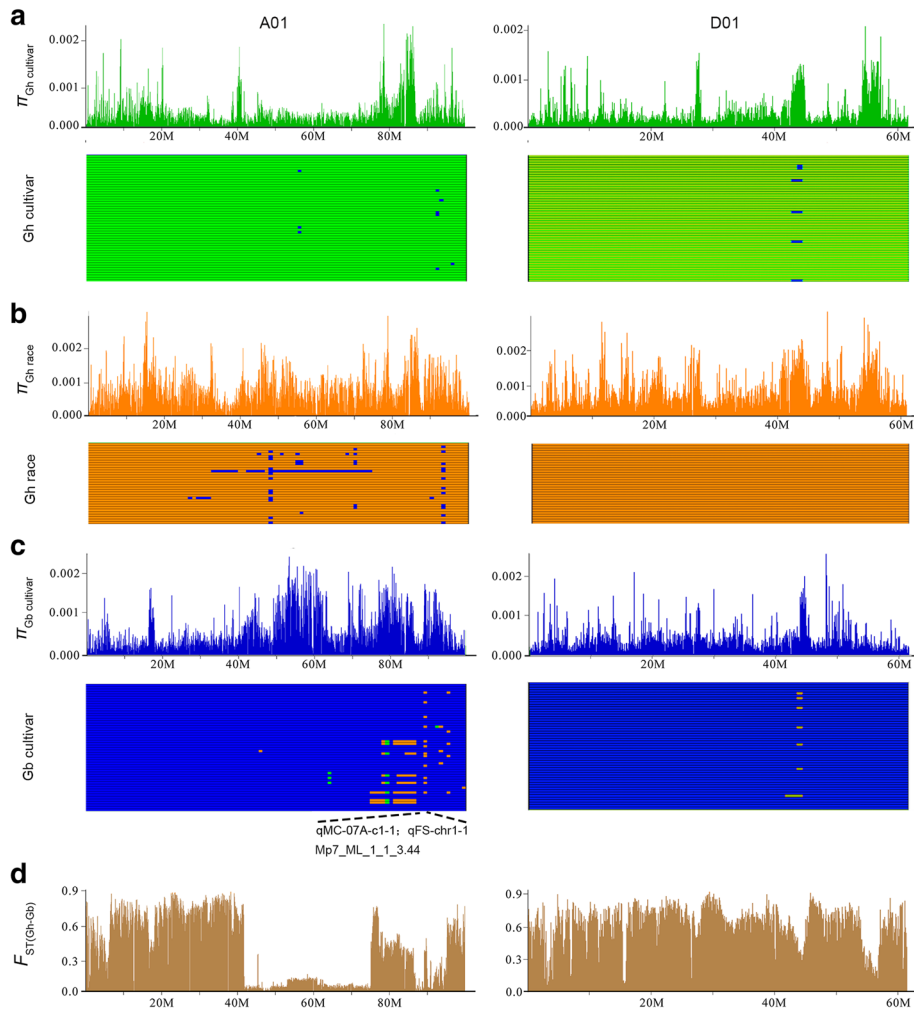 a
A01
D01
πGh cultivar
0.002
0.001
0.000
20M 40M 60M 80M
0.002
0.001
0.000
20M 40M 60M
Gh cultivar
b
πGh race
0.002
0.001
0.000
20M 40M 60M 80M
0.002
0.001
0.000
20M 40M 60M
Gh race
c
πGb cultivar
0.002
0.001
0.000
20M 40M 60M 80M
0.002
0.001
0.000
20M 40M 60M
Gb cultivar
qMC-07A-c1-1; qFS-chr1-1
Mp7_ML_1_1_3.44
d
FST(Gh-Gb)
0.9
0.6
0.3
0.0
20M 40M 60M 80M
0.9
0.6
0.3
0.0
20M 40M 60M